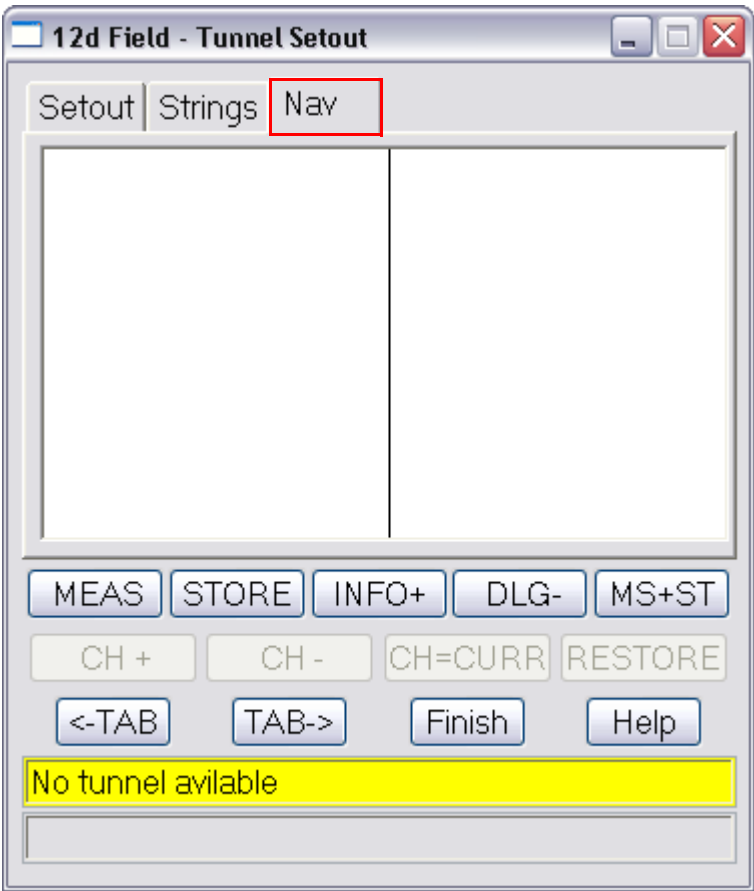 12d Field - Tunnel Setout
Setout Strings Nav
MEAS STORE INFO+ DLG- MS+ST
CH + CH - CH=CURR RESTORE
<-TAB TAB-> Finish Help
No tunnel avilable